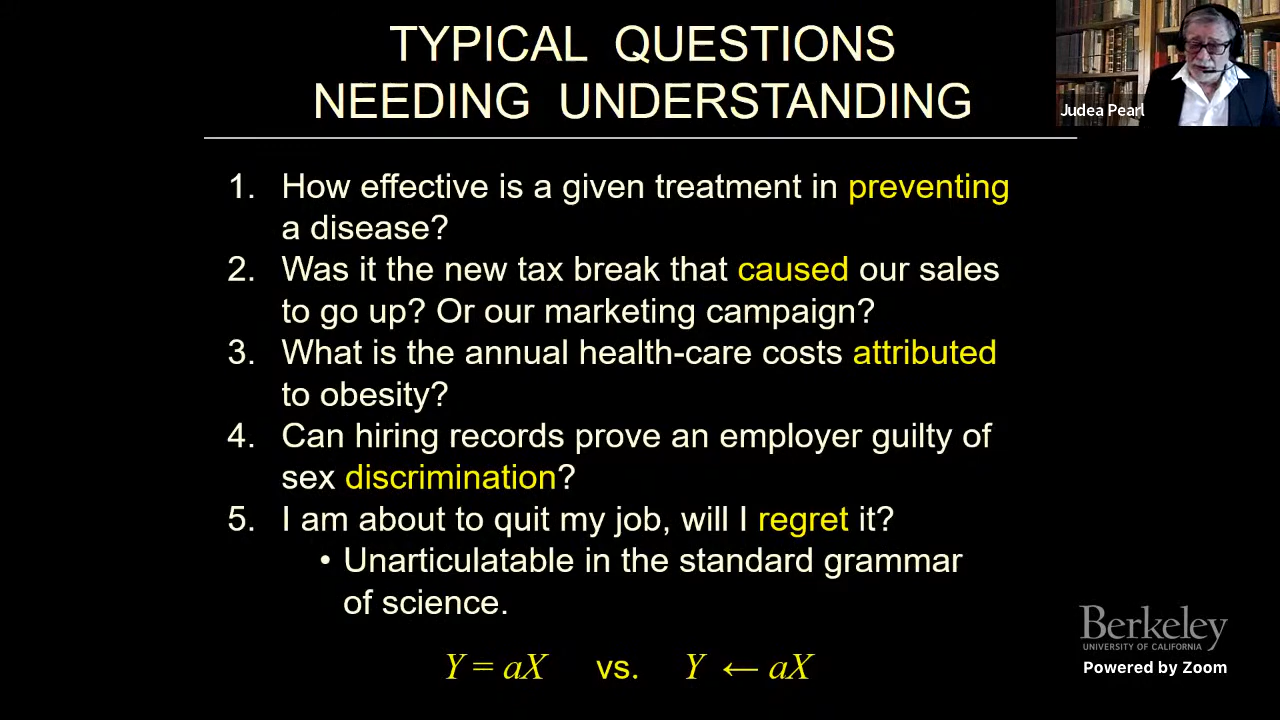 TYPICAL QUESTIONS
NEEDING UNDERSTANDING
Judea Pearl
1. How effective is a given treatment in preventing
a disease?
2. Was it the new tax break that caused our sales
to go up? Or our marketing campaign?
3. What is the annual health-care costs attributed
to obesity?
4. Can hiring records prove an employer guilty of
sex discrimination?
5. I am about to quit my job, will I regret it?
• Unarticulatable in the standard grammar
of science.
Y = aX vs. Y ← aX
Berkeley
UNIVERSITY OF CALIFORNIA
Powered by Zoom